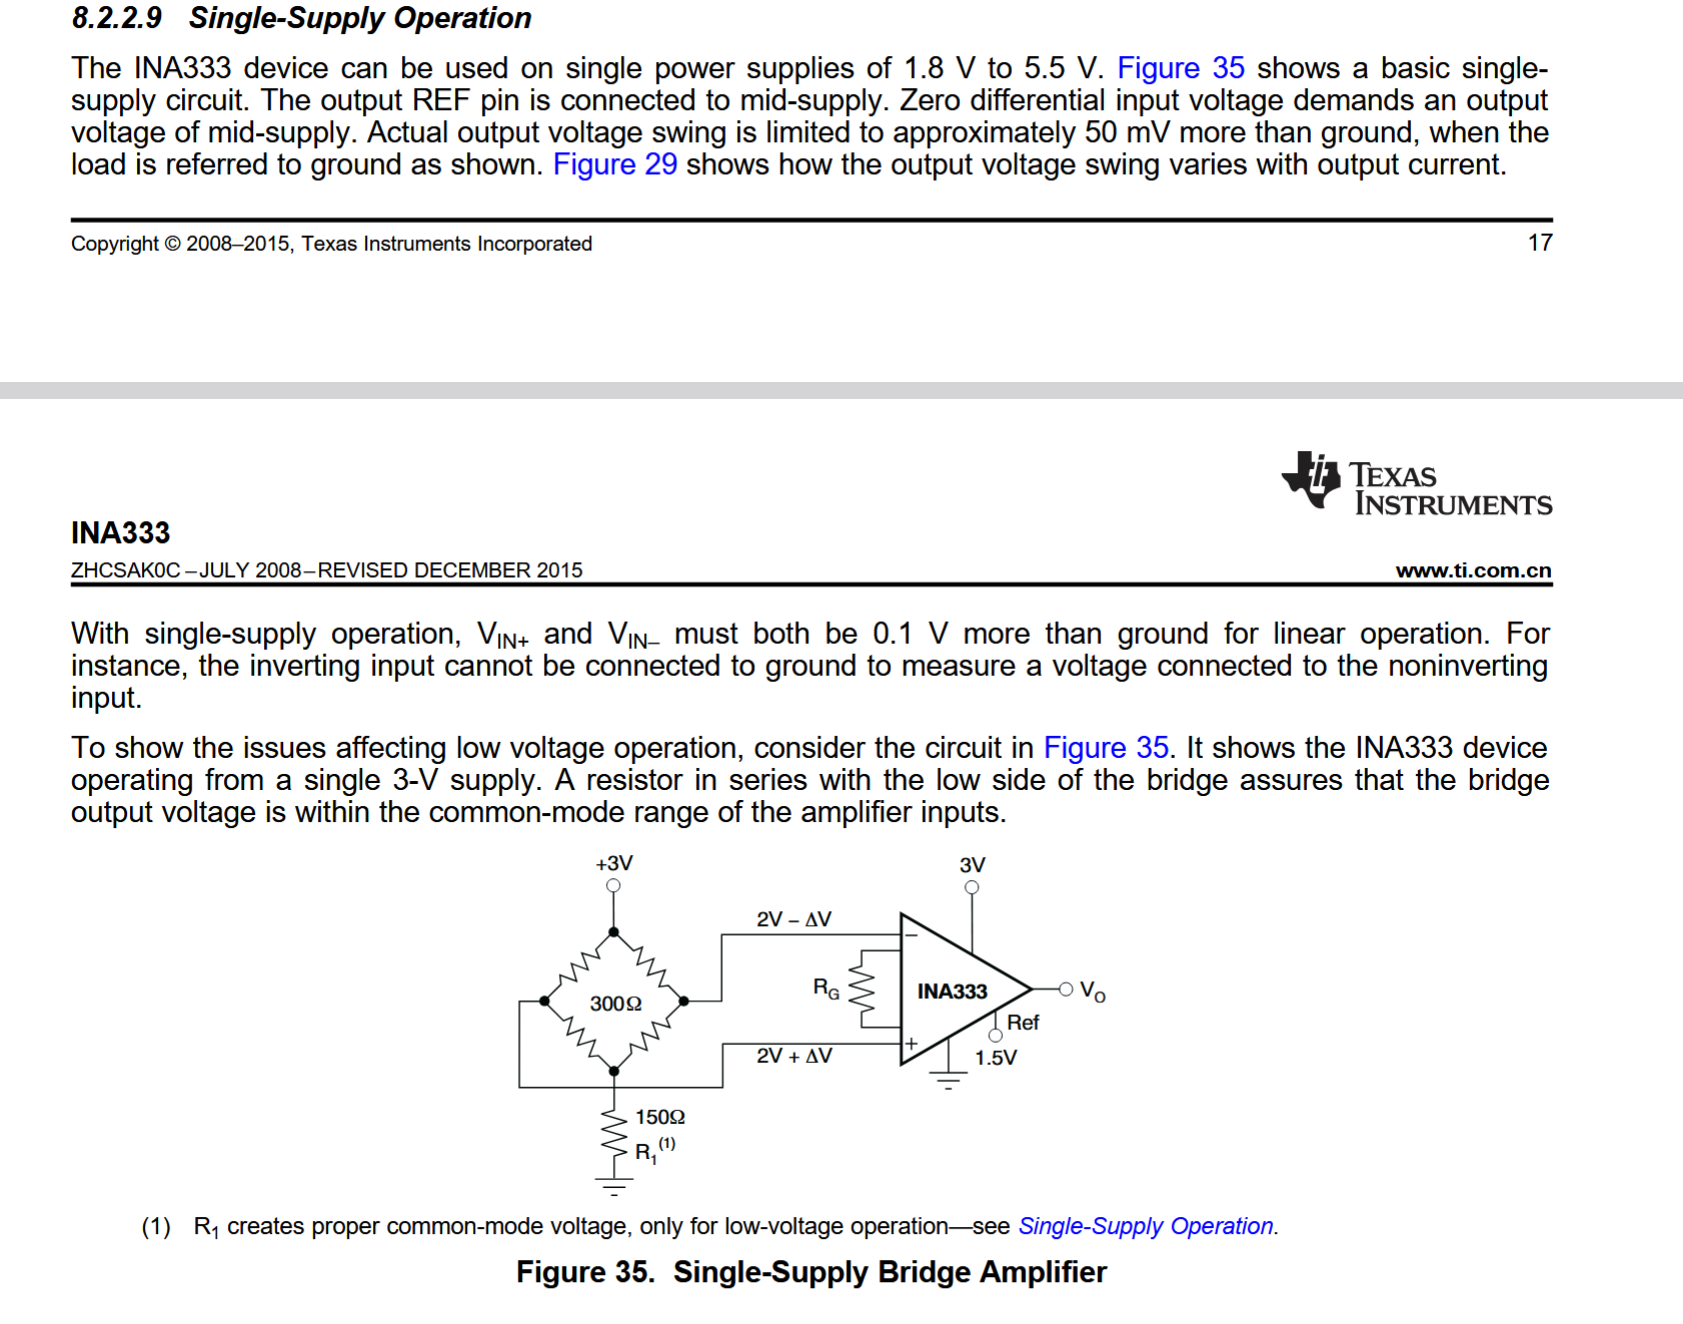 8.2.2.9 Single-Supply Operation
The INA333 device can be used on single power supplies of 1.8 V to 5.5 V. Figure 35 shows a basic single-
supply circuit. The output REF pin is connected to mid-supply. Zero differential input voltage demands an output
voltage of mid-supply. Actual output voltage swing is limited to approximately 50 mV more than ground, when the
load is referred to ground as shown. Figure 29 shows how the output voltage swing varies with output current.
Copyright © 2008–2015, Texas Instruments Incorporated
17
TEXAS
INSTRUMENTS
INA333
ZHCSAK0C –JULY 2008–REVISED DECEMBER 2015
www.ti.com.cn
With single-supply operation, VIN+ and VIN– must both be 0.1 V more than ground for linear operation. For
instance, the inverting input cannot be connected to ground to measure a voltage connected to the noninverting
input.
To show the issues affecting low voltage operation, consider the circuit in Figure 35. It shows the INA333 device
operating from a single 3-V supply. A resistor in series with the low side of the bridge assures that the bridge
output voltage is within the common-mode range of the amplifier inputs.
+3V
3V
2V – ΔV
–
300Ω
RG
INA333
VO
Ref
+
2V + ΔV
1.5V
150Ω
R1(1)
(1) R1 creates proper common-mode voltage, only for low-voltage operation—see Single-Supply Operation.
Figure 35. Single-Supply Bridge Amplifier